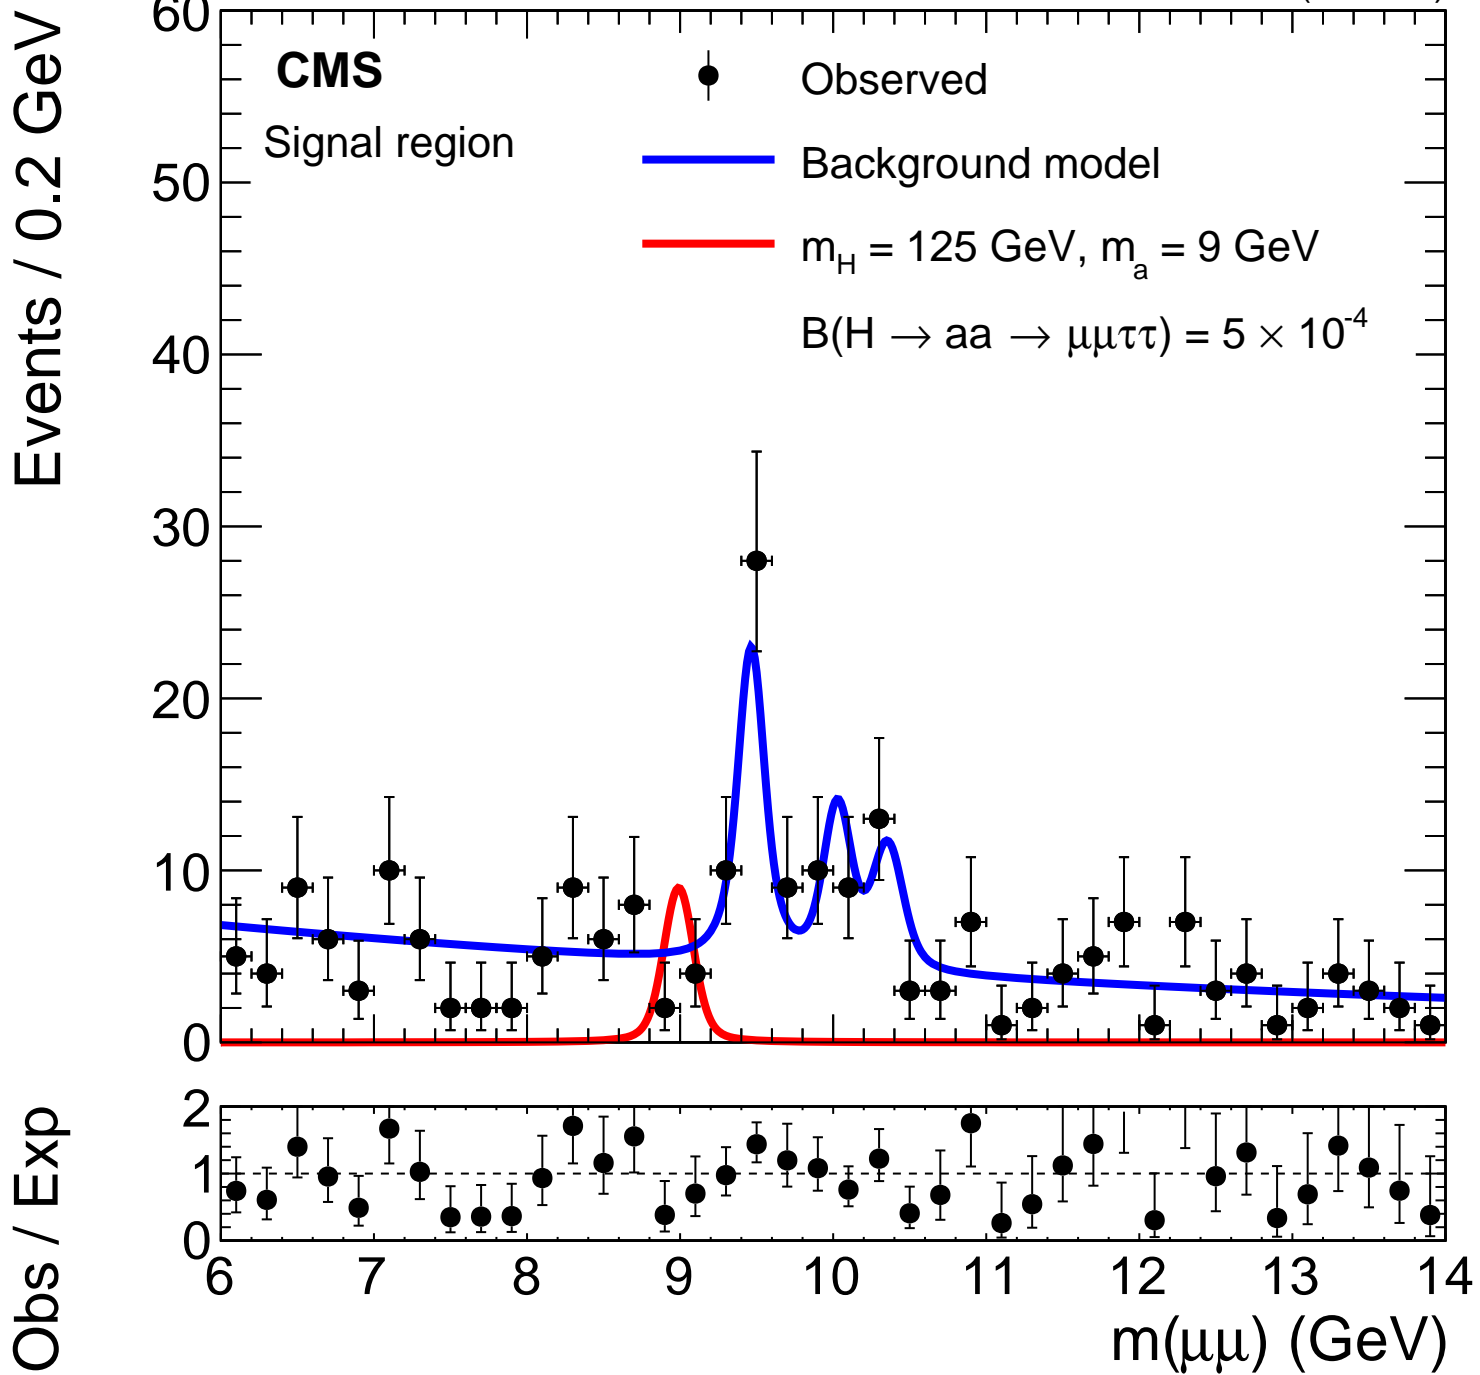 60
50
40
30
20
10
0
Events / 0.2 GeV
CMS
Signal region
Observed
Background model
m_H = 125 GeV, m_a = 9 GeV
B(H → aa → μμττ) = 5 × 10⁻⁴
2
1
0
Obs / Exp
6 7 8 9 10 11 12 13 14
m(μμ) (GeV)